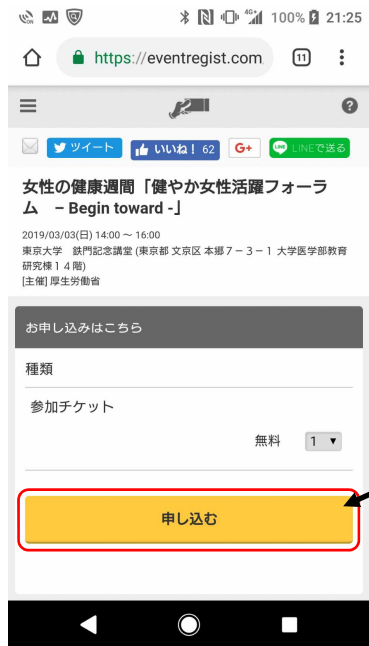 4G 100% 21:25
https://eventregist.com
11
ツイート いいね！ 62 G+ LINE LINEで送る
女性の健康週間「健やか女性活躍フォーラ
ム －Begin toward -」
2019/03/03(日) 14:00 ～ 16:00
東京大学　鉄門記念講堂 (東京都 文京区 本郷７－３－１ 大学医学部教育
研究棟１４階)
[主催] 厚生労働省
お申し込みはこちら
種類
参加チケット
無料 1
申し込む